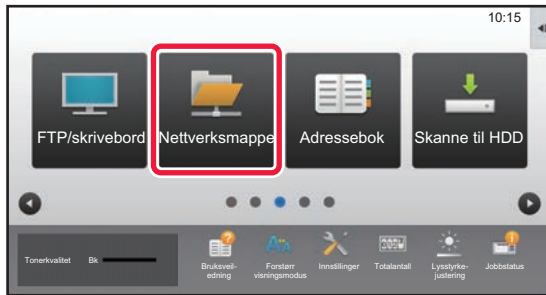 10:15
FTP/skrivebord
Nettverksmappe
Adressebok
Skanne til HDD
Tonerkvalitet
Bk
Bruksveil-
edning
Forstørr
visningsmodus
Innstillinger
Totalantall
Lysstyrke-
justering
Jobbstatus